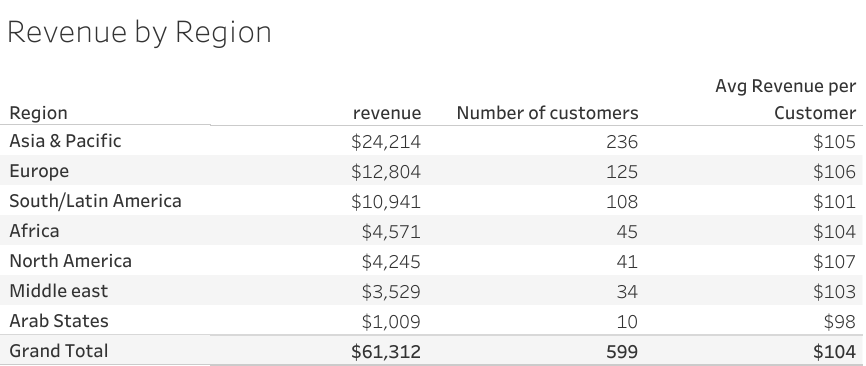 Revenue by Region
Avg Revenue per
Region revenue Number of customers Customer
Asia & Pacific $24,214 236 $105
Europe $12,804 125 $106
South/Latin America $10,941 108 $101
Africa $4,571 45 $104
North America $4,245 41 $107
Middle east $3,529 34 $103
Arab States $1,009 10 $98
Grand Total $61,312 599 $104